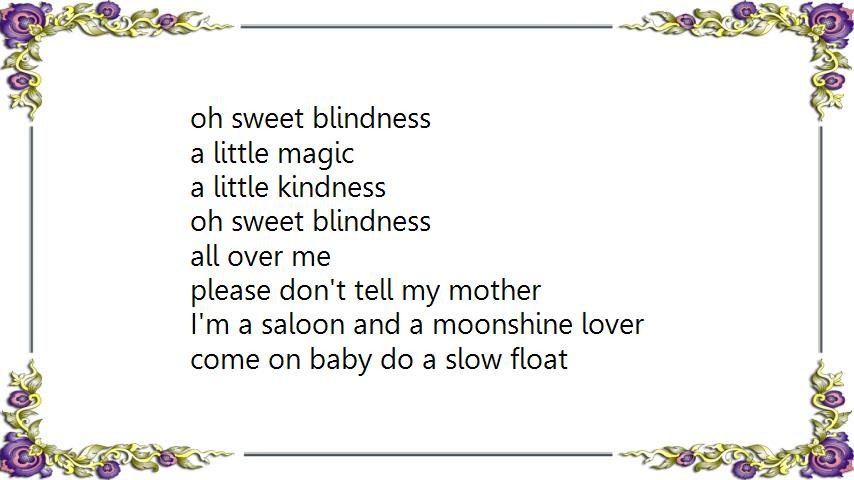 oh sweet blindness
a little magic
a little kindness
oh sweet blindness
all over me
please don't tell my mother
I'm a saloon and a moonshine lover
come on baby do a slow float